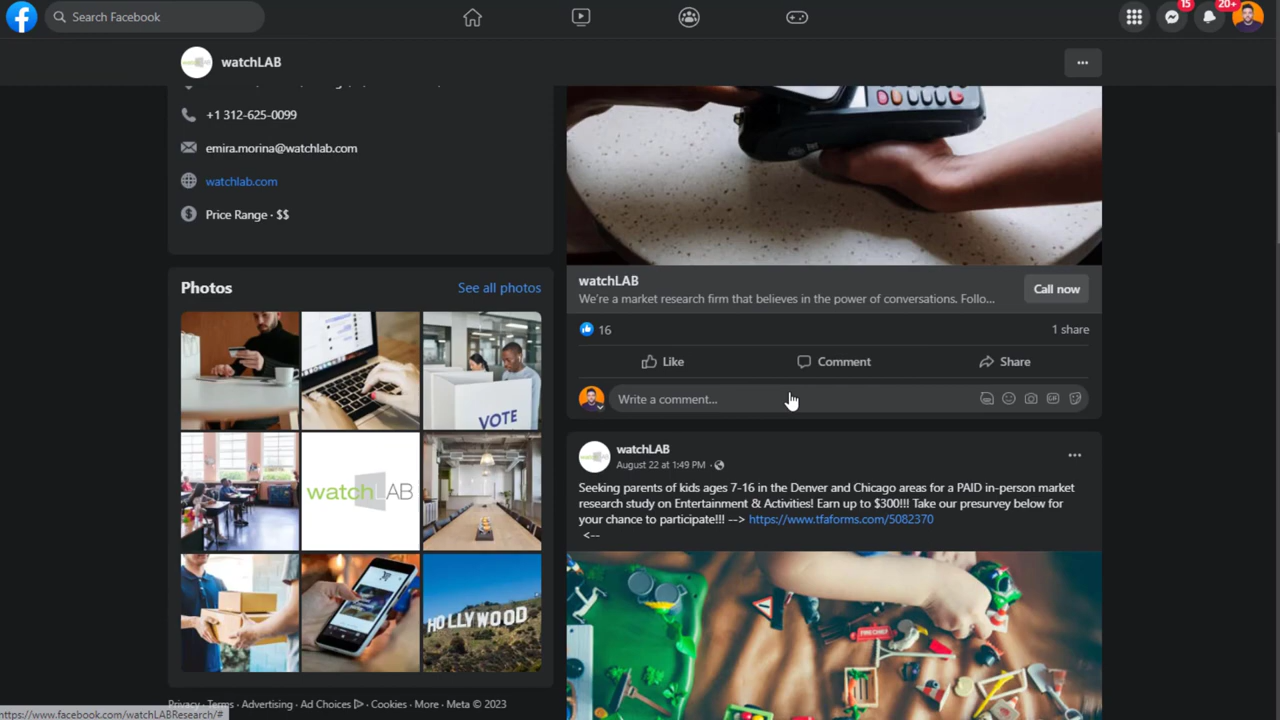 Search Facebook
15
20+
watchLAB
+1 312-625-0099
emira.morina@watchlab.com
watchlab.com
Price Range · $$
Photos
See all photos
VOTE
watchLAB
HOLLYWOOD
Privacy · Terms · Advertising · Ad Choices · Cookies · More · Meta © 2023
https://www.facebook.com/watchLABResearch/#
watchLAB
We're a market research firm that believes in the power of conversations. Follo...
Call now
16
1 share
Like
Comment
Share
Write a comment...
GIF
watchLAB
August 22 at 1:49 PM ·
Seeking parents of kids ages 7-16 in the Denver and Chicago areas for a PAID in-person market
research study on Entertainment & Activities! Earn up to $300!!! Take our presurvey below for
your chance to participate!!! --> https://www.tfaforms.com/5082370
<--
FIRE CHIEF